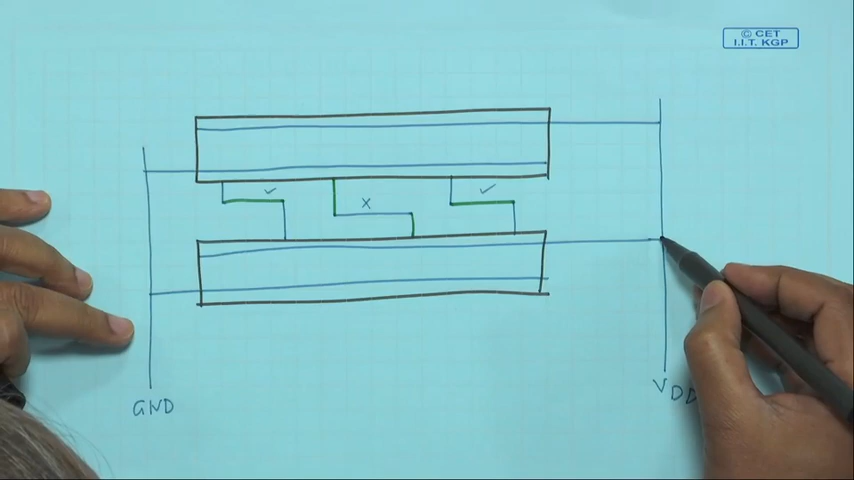 © CET
I.I.T. KGP
✓
X
✓
GND
VDD